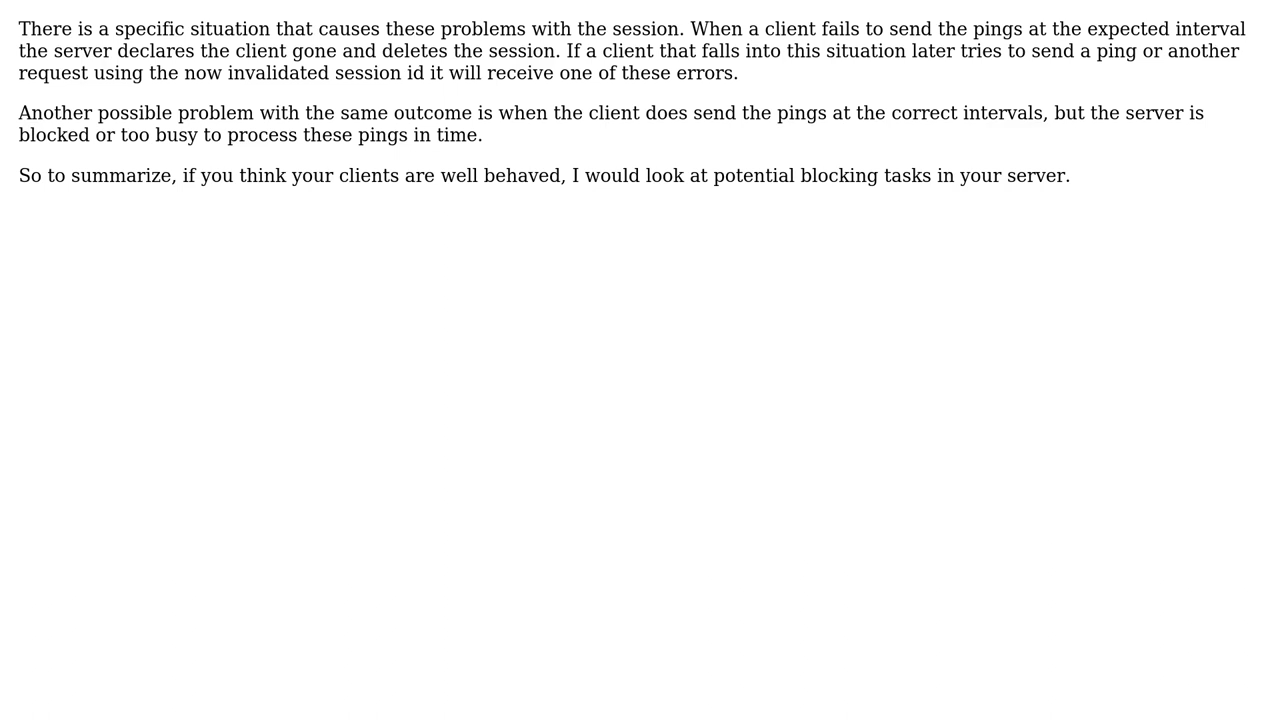 There is a specific situation that causes these problems with the session. When a client fails to send the pings at the expected interval
the server declares the client gone and deletes the session. If a client that falls into this situation later tries to send a ping or another
request using the now invalidated session id it will receive one of these errors.
Another possible problem with the same outcome is when the client does send the pings at the correct intervals, but the server is
blocked or too busy to process these pings in time.
So to summarize, if you think your clients are well behaved, I would look at potential blocking tasks in your server.